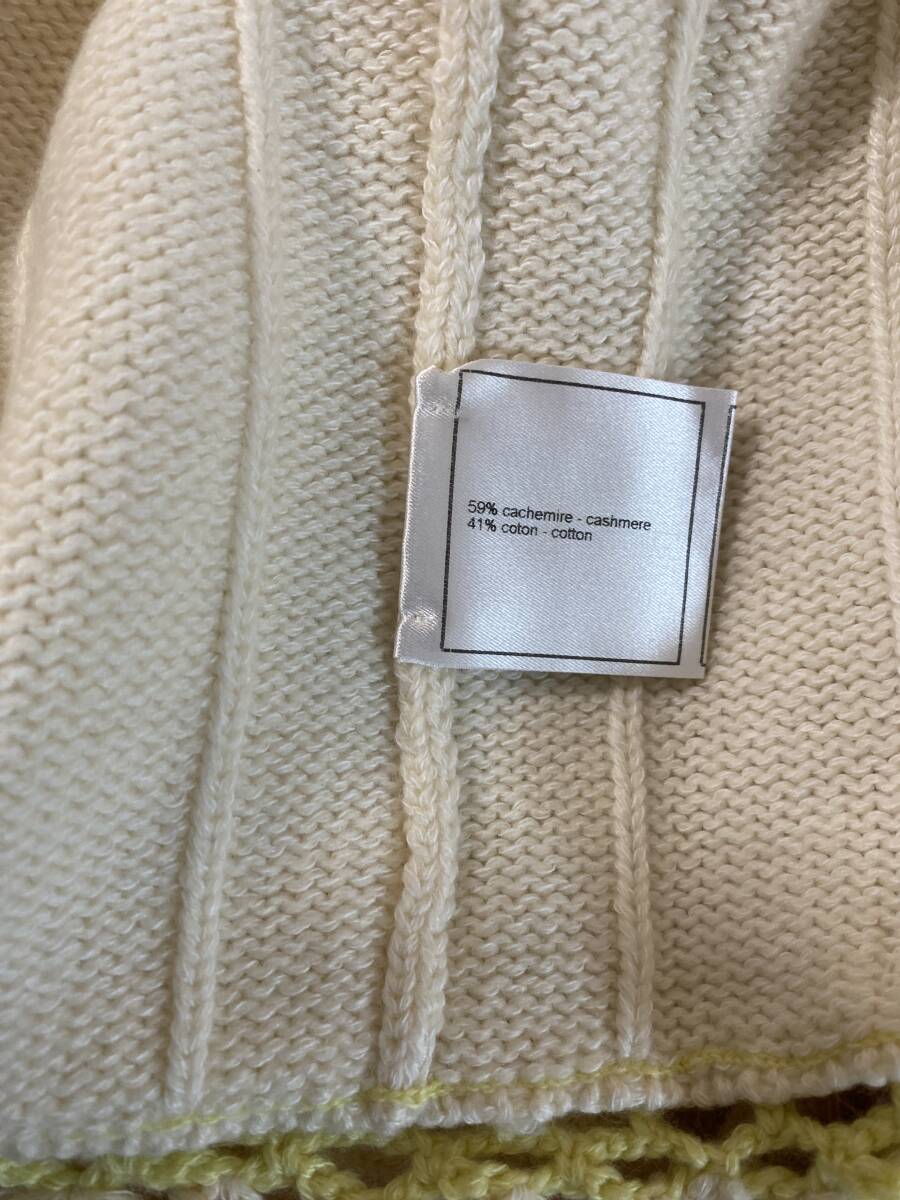 59% cachemire - cashmere
41% coton - cotton